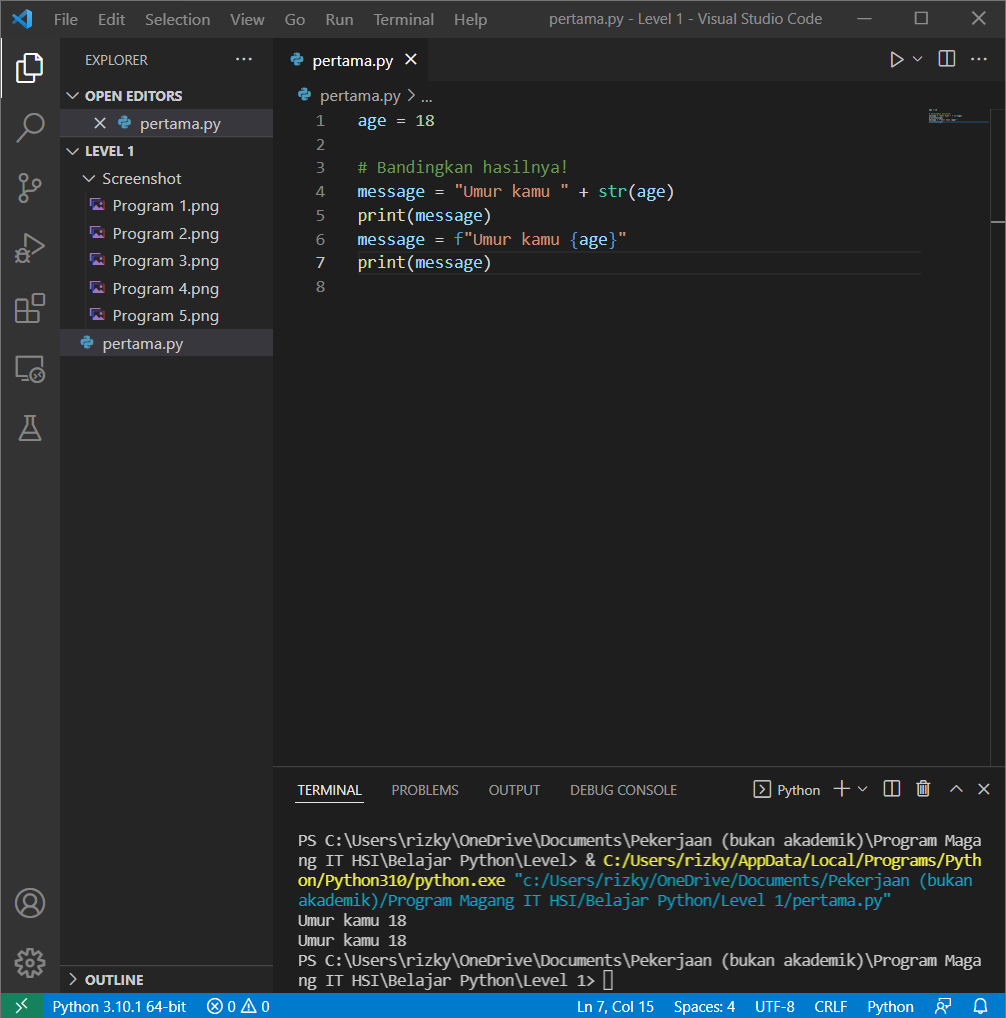 File Edit Selection View Go Run Terminal Help pertama.py - Level 1 - Visual Studio Code
EXPLORER
OPEN EDITORS
pertama.py
LEVEL 1
Screenshot
Program 1.png
Program 2.png
Program 3.png
Program 4.png
Program 5.png
pertama.py
OUTLINE
pertama.py
pertama.py > ...
1 age = 18
2
3 # Bandingkan hasilnya!
4 message = "Umur kamu " + str(age)
5 print(message)
6 message = f"Umur kamu {age}"
7 print(message)
8
TERMINAL PROBLEMS OUTPUT DEBUG CONSOLE Python
PS C:\Users\rizky\OneDrive\Documents\Pekerjaan (bukan akademik)\Program Maga
ng IT HSI\Belajar Python\Level> & C:/Users/rizky/AppData/Local/Programs/Pyth
on/Python310/python.exe "c:/Users/rizky/OneDrive/Documents/Pekerjaan (bukan
akademik)/Program Magang IT HSI/Belajar Python/Level 1/pertama.py"
Umur kamu 18
Umur kamu 18
PS C:\Users\rizky\OneDrive\Documents\Pekerjaan (bukan akademik)\Program Maga
ng IT HSI\Belajar Python\Level 1>
Python 3.10.1 64-bit 0 0 Ln 7, Col 15 Spaces: 4 UTF-8 CRLF Python